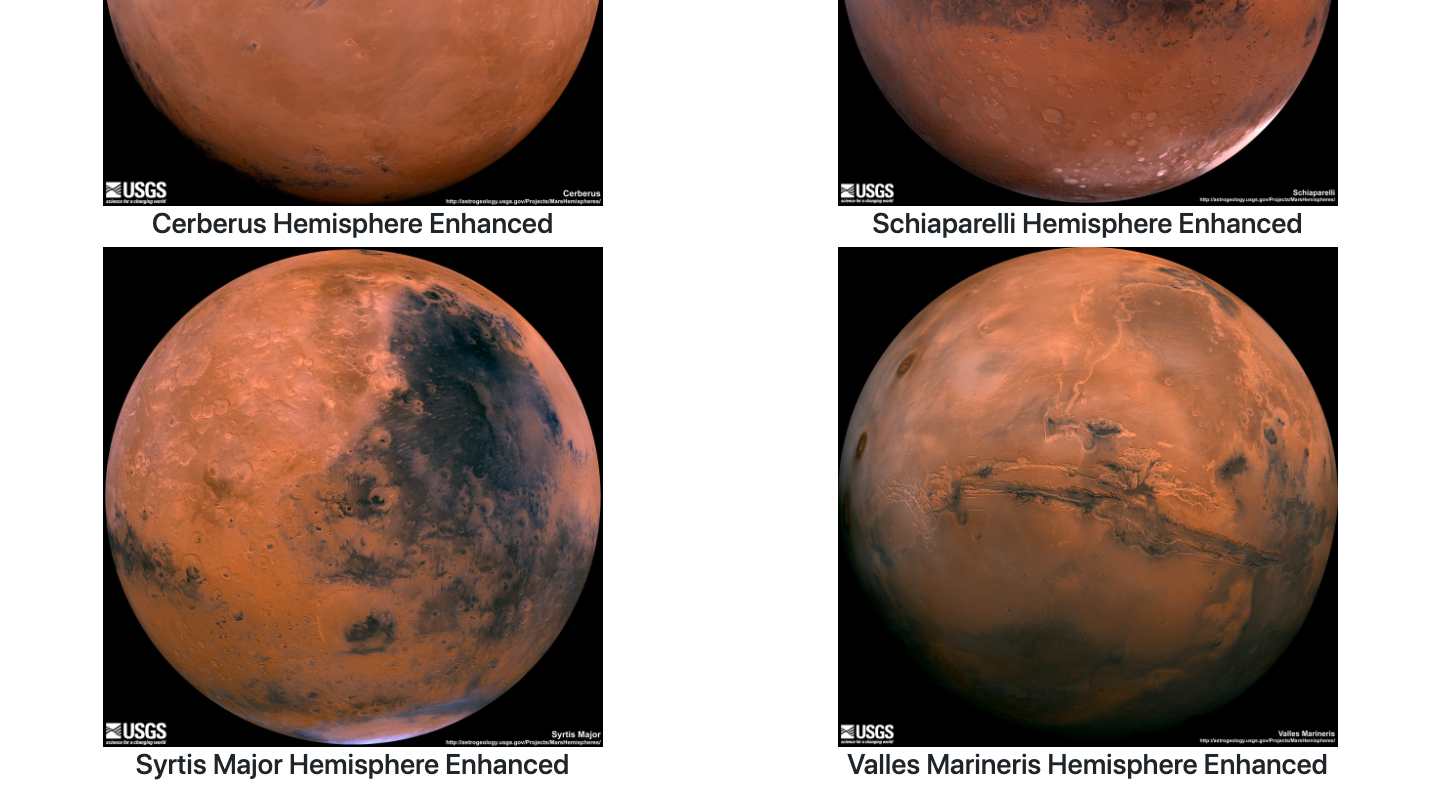 USGS
science for a changing world
Cerberus
http://astrogeology.usgs.gov/Projects/MarsHemispheres/
USGS
science for a changing world
Schiaparelli
http://astrogeology.usgs.gov/Projects/MarsHemispheres/
Cerberus Hemisphere Enhanced
Schiaparelli Hemisphere Enhanced
USGS
science for a changing world
Syrtis Major
http://astrogeology.usgs.gov/Projects/MarsHemispheres/
USGS
science for a changing world
Valles Marineris
http://astrogeology.usgs.gov/Projects/MarsHemispheres/
Syrtis Major Hemisphere Enhanced
Valles Marineris Hemisphere Enhanced